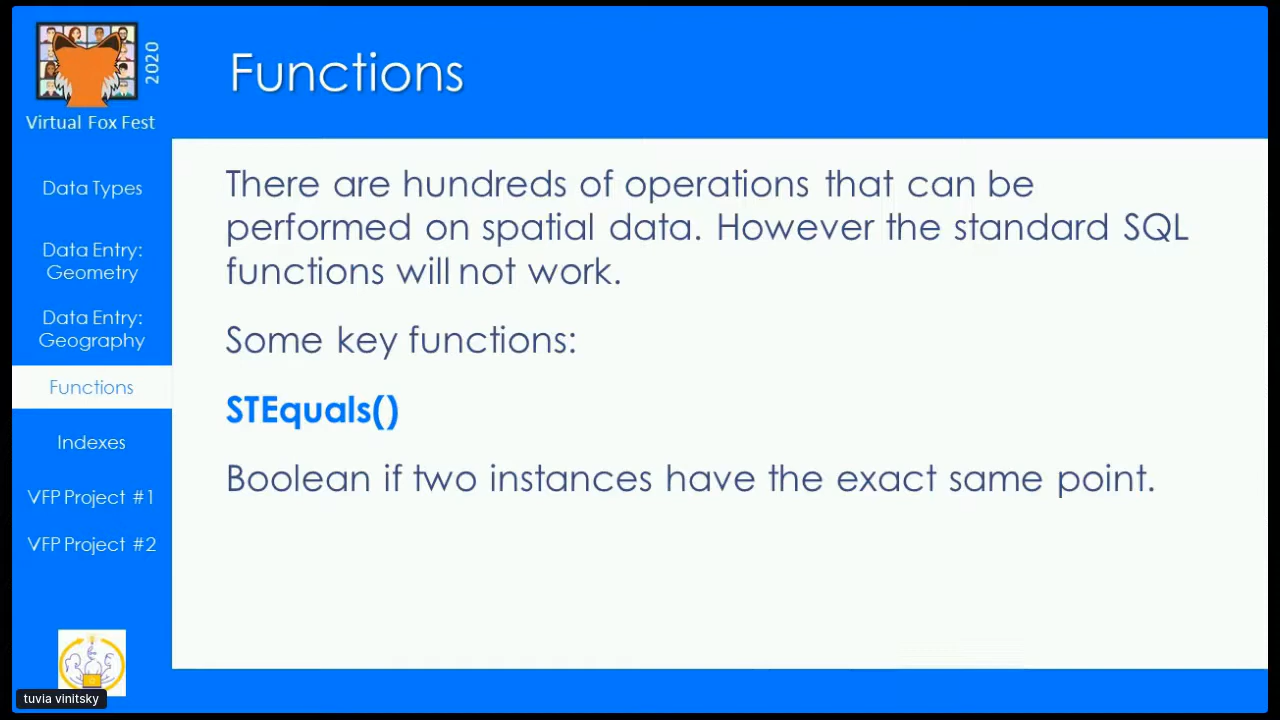 2020
Virtual Fox Fest
Functions
Data Types
Data Entry:
Geometry
Data Entry:
Geography
Functions
Indexes
VFP Project #1
VFP Project #2
There are hundreds of operations that can be
performed on spatial data. However the standard SQL
functions will not work.
Some key functions:
STEquals()
Boolean if two instances have the exact same point.
tuvia vinitsky